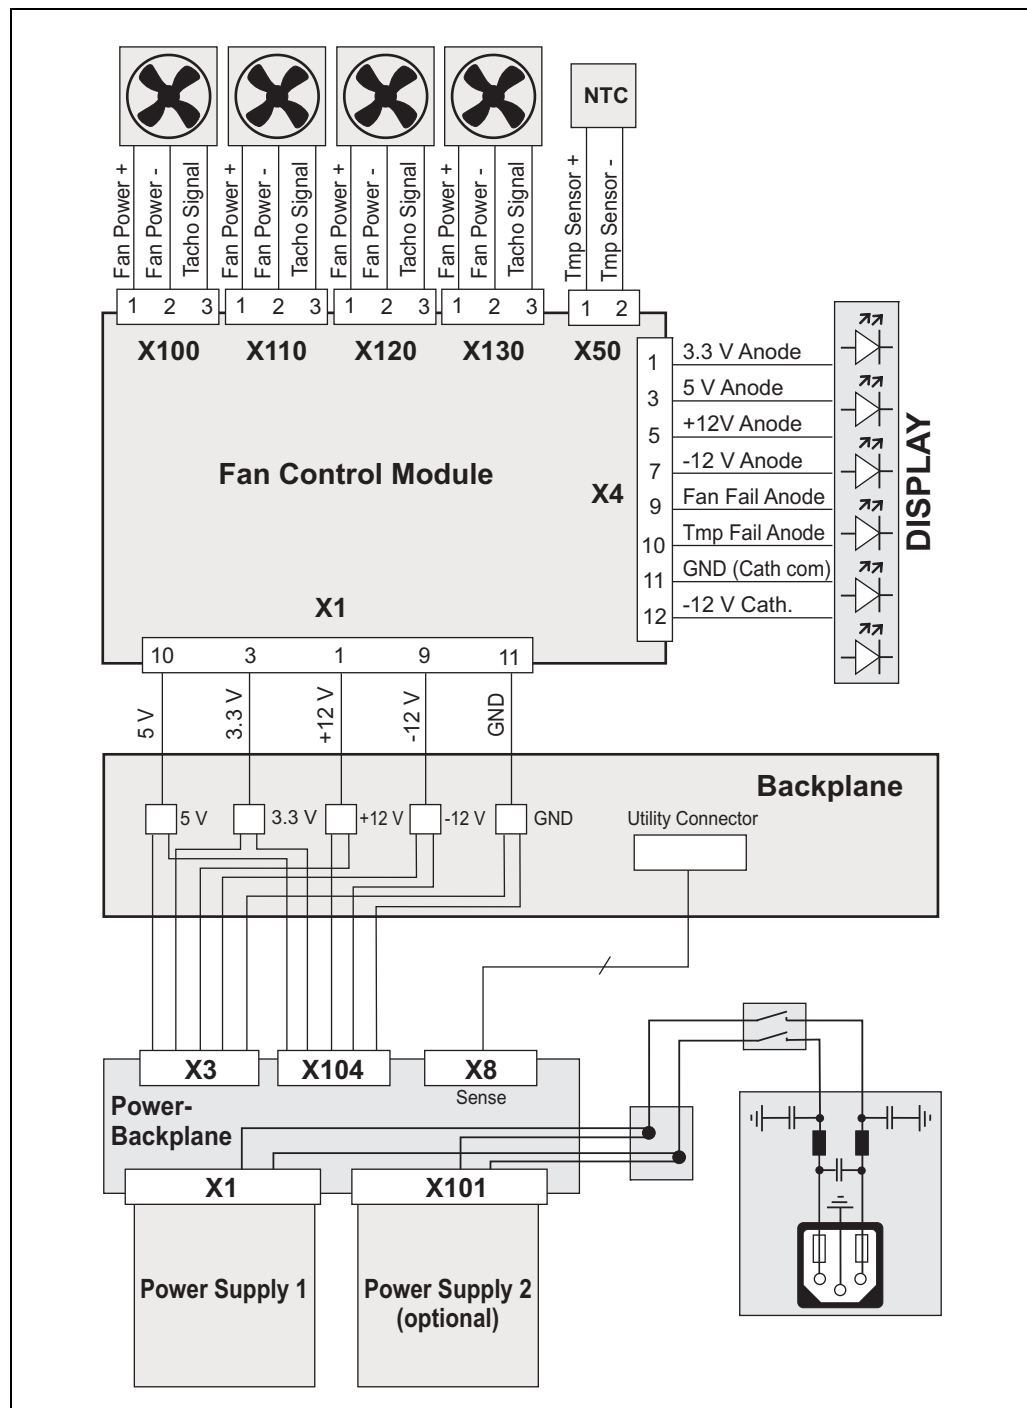 NTC
Fan Power +
Fan Power -
Tacho Signal
Fan Power +
Fan Power -
Tacho Signal
Fan Power +
Fan Power -
Tacho Signal
Fan Power +
Fan Power -
Tacho Signal
Tmp Sensor +
Tmp Sensor -
1 2 3
1 2 3
1 2 3
1 2 3
1 2
X100
X110
X120
X130
X50
Fan Control Module
X4
1
3
5
7
9
10
11
12
3.3 V Anode
5 V Anode
+12V Anode
-12 V Anode
Fan Fail Anode
Tmp Fail Anode
GND (Cath com)
-12 V Cath.
DISPLAY
X1
10 3 1 9 11
5 V
3.3 V
+12 V
-12 V
GND
Backplane
5 V
3.3 V
+12 V
-12 V
GND
Utility Connector
X3
X104
X8
Sense
Power-
Backplane
X1
X101
Power Supply 1
Power Supply 2
(optional)